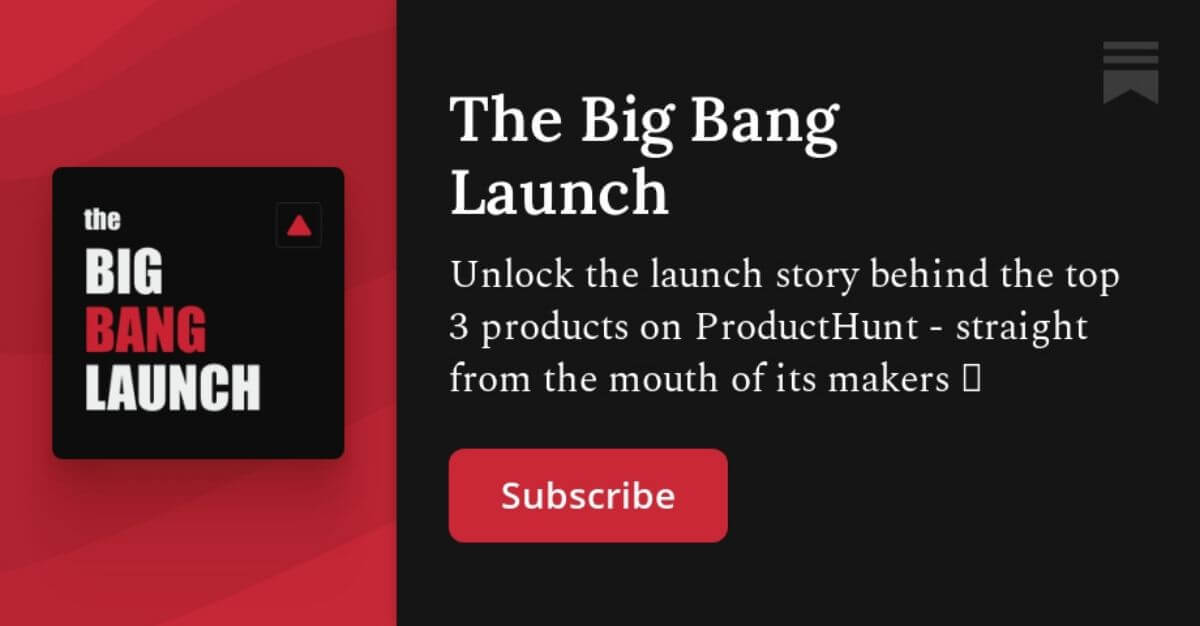 the
BIG
BANG
LAUNCH
The Big Bang
Launch
Unlock the launch story behind the top
3 products on ProductHunt - straight
from the mouth of its makers ▯
Subscribe